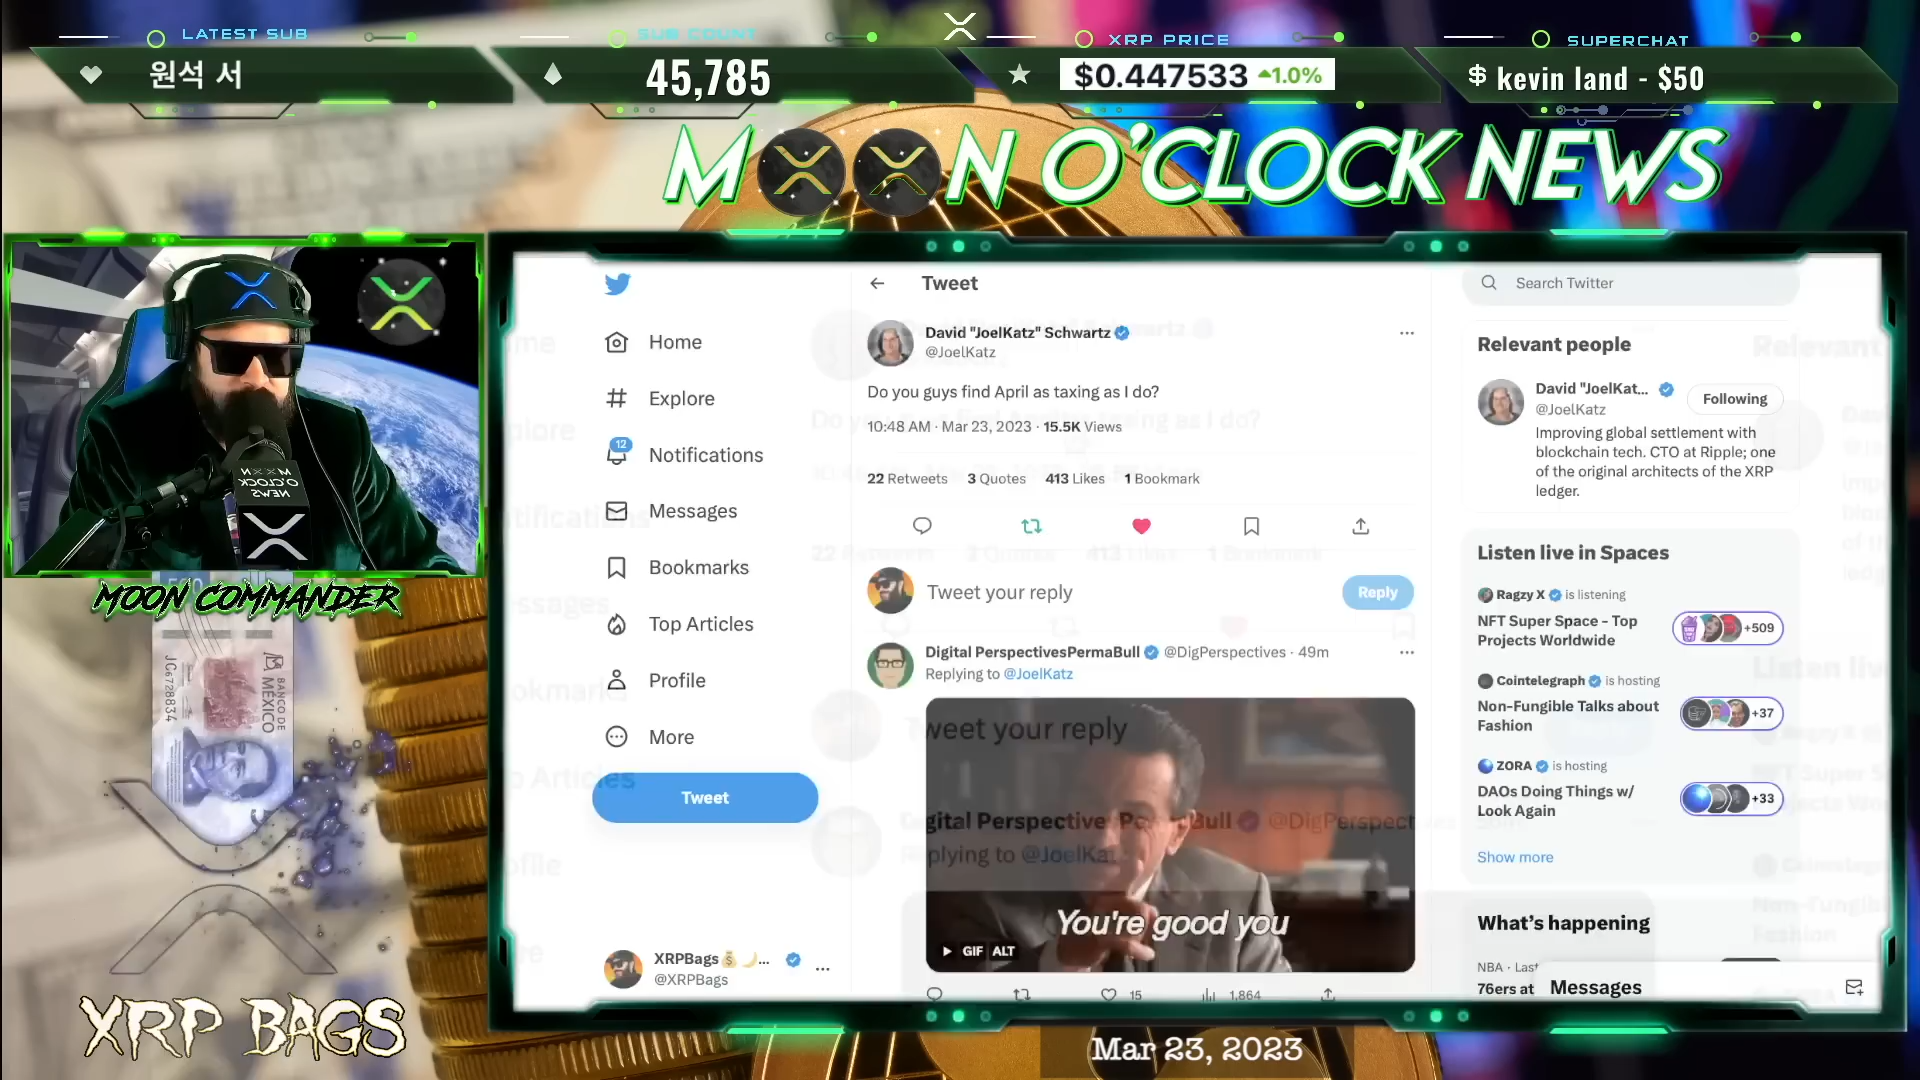 LATEST SUB
원석 서
SUB COUNT
45,785
XRP PRICE
$0.447533 1.0%
SUPERCHAT
$ kevin land - $50
MOON O'CLOCK NEWS
MOON
O'CLOCK
NEWS
MOON COMMANDER
BANCO DE
MEXICO
JC6728834
XRP BAGS
Home
Explore
12
Notifications
Messages
Bookmarks
Top Articles
Profile
More
Tweet
XRPBags...
@XRPBags
Tweet
David "JoelKatz" Schwartz
@JoelKatz
Do you guys find April as taxing as I do?
10:48 AM · Mar 23, 2023 · 15.5K Views
22 Retweets 3 Quotes 413 Likes 1 Bookmark
Tweet your reply
Reply
Digital PerspectivesPermaBull @DigPerspectives · 49m
Replying to @JoelKatz
You're good you
GIF ALT
15 1,864
Search Twitter
Relevant people
David "JoelKat...
@JoelKatz
Following
Improving global settlement with
blockchain tech. CTO at Ripple; one
of the original architects of the XRP
ledger.
Listen live in Spaces
Ragzy X is listening
NFT Super Space - Top
Projects Worldwide
+509
Cointelegraph is hosting
Non-Fungible Talks about
Fashion
+37
ZORA is hosting
DAOs Doing Things w/
Look Again
+33
Show more
What's happening
NBA · Last
76ers at
Messages
Mar 23, 2023